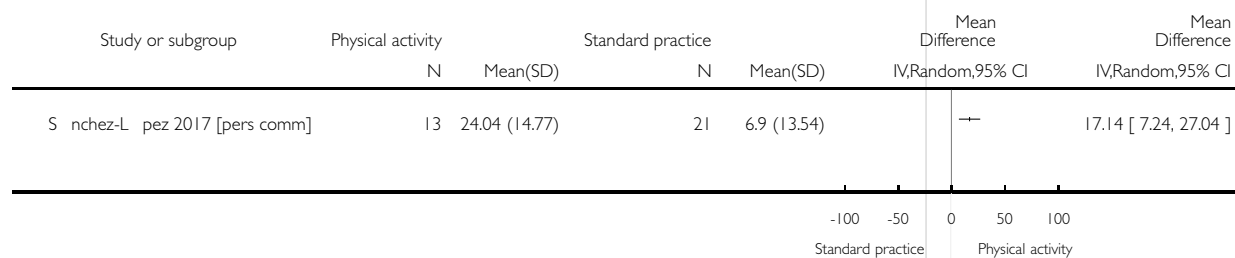 Mean Mean
Study or subgroup Physical activity Standard practice Difference Difference
N Mean(SD) N Mean(SD) IV,Random,95% CI IV,Random,95% CI
S nchez-L pez 2017 [pers comm] 13 24.04 (14.77) 21 6.9 (13.54) 17.14 [ 7.24, 27.04 ]
-100 -50 0 50 100
Standard practice Physical activity